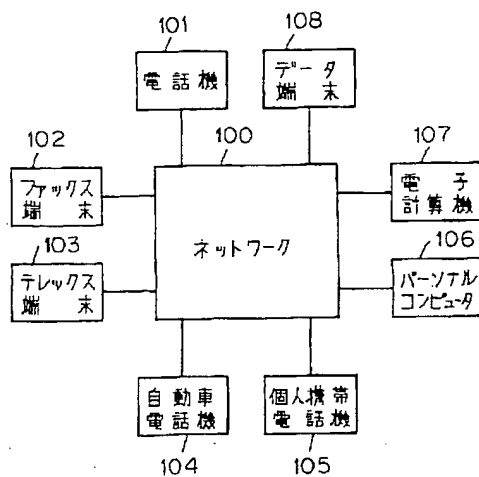 101
108
電話機
データ
端末
102
100
107
ファックス
端末
電子
計算機
ネットワーク
103
106
テレックス
端末
パーソナル
コンピュータ
自動車
電話機
個人携帯
電話機
104
105